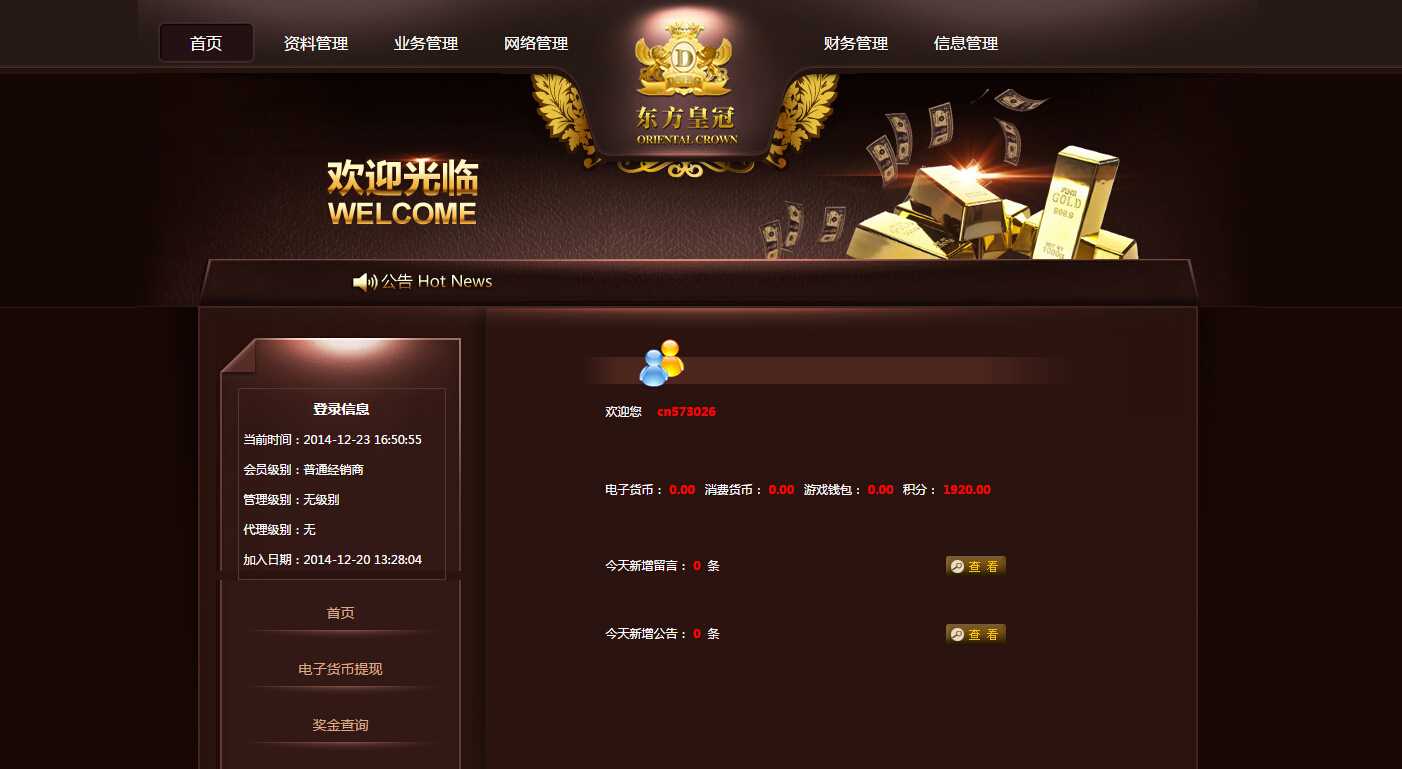 首页 资料管理 业务管理 网络管理 财务管理 信息管理
D
东方皇冠
ORIENTAL CROWN
欢迎光临
WELCOME
GOLD
999.9
公告 Hot News
登录信息
当前时间：2014-12-23 16:50:55
会员级别：普通经销商
管理级别：无级别
代理级别：无
加入日期：2014-12-20 13:28:04
首页
电子货币提现
奖金查询
欢迎您 cn573026
电子货币： 0.00 消费货币： 0.00 游戏钱包： 0.00 积分： 1920.00
今天新增留言： 0 条 查 看
今天新增公告： 0 条 查 看